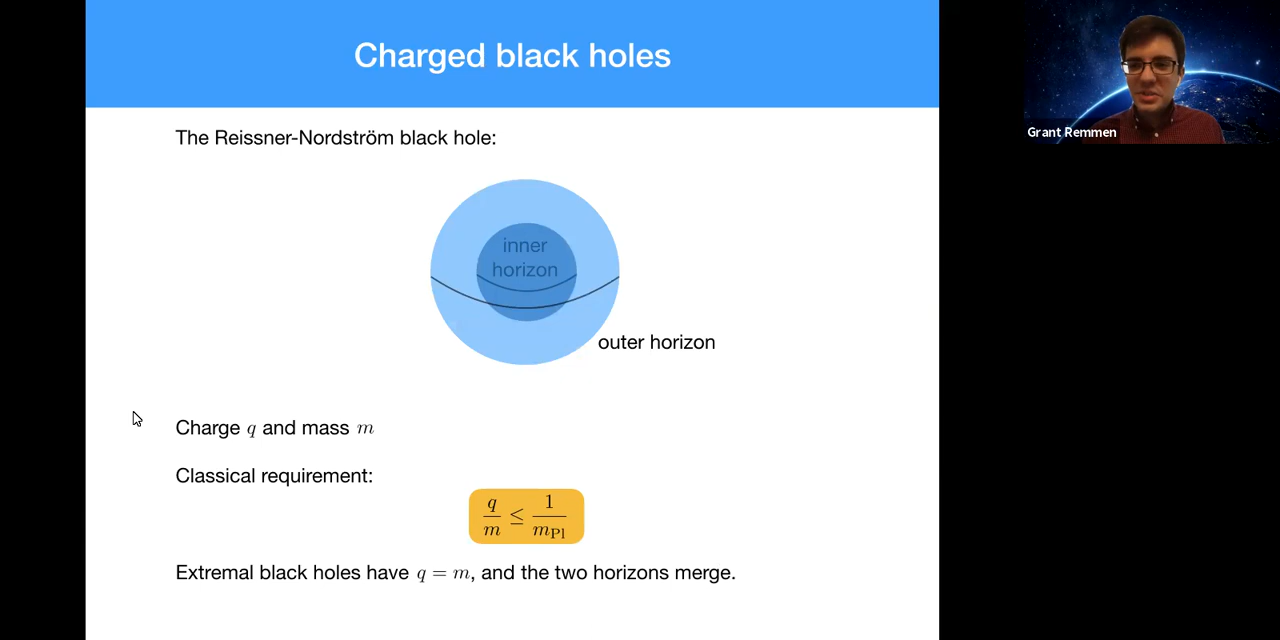 Charged black holes
Grant Remmen
The Reissner-Nordström black hole:
inner
horizon
outer horizon
Charge q and mass m
Classical requirement:
q/m ≤ 1/m_Pl
Extremal black holes have q = m, and the two horizons merge.